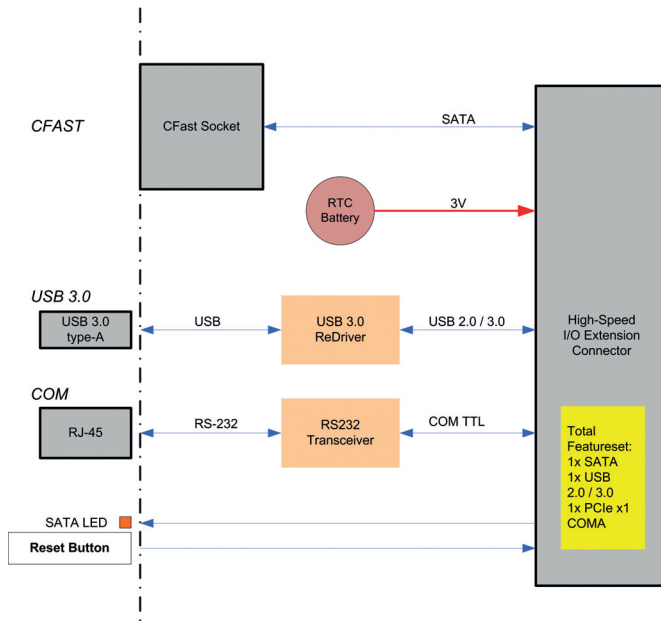 CFAST
CFast Socket
SATA
RTC
Battery
3V
USB 3.0
USB 3.0
type-A
USB
USB 3.0
ReDriver
USB 2.0 / 3.0
High-Speed
I/O Extension
Connector
COM
RJ-45
RS-232
RS232
Transceiver
COM TTL
Total
Featureset:
1x SATA
1x USB
2.0 / 3.0
1x PCIe x1
COMA
SATA LED
Reset Button